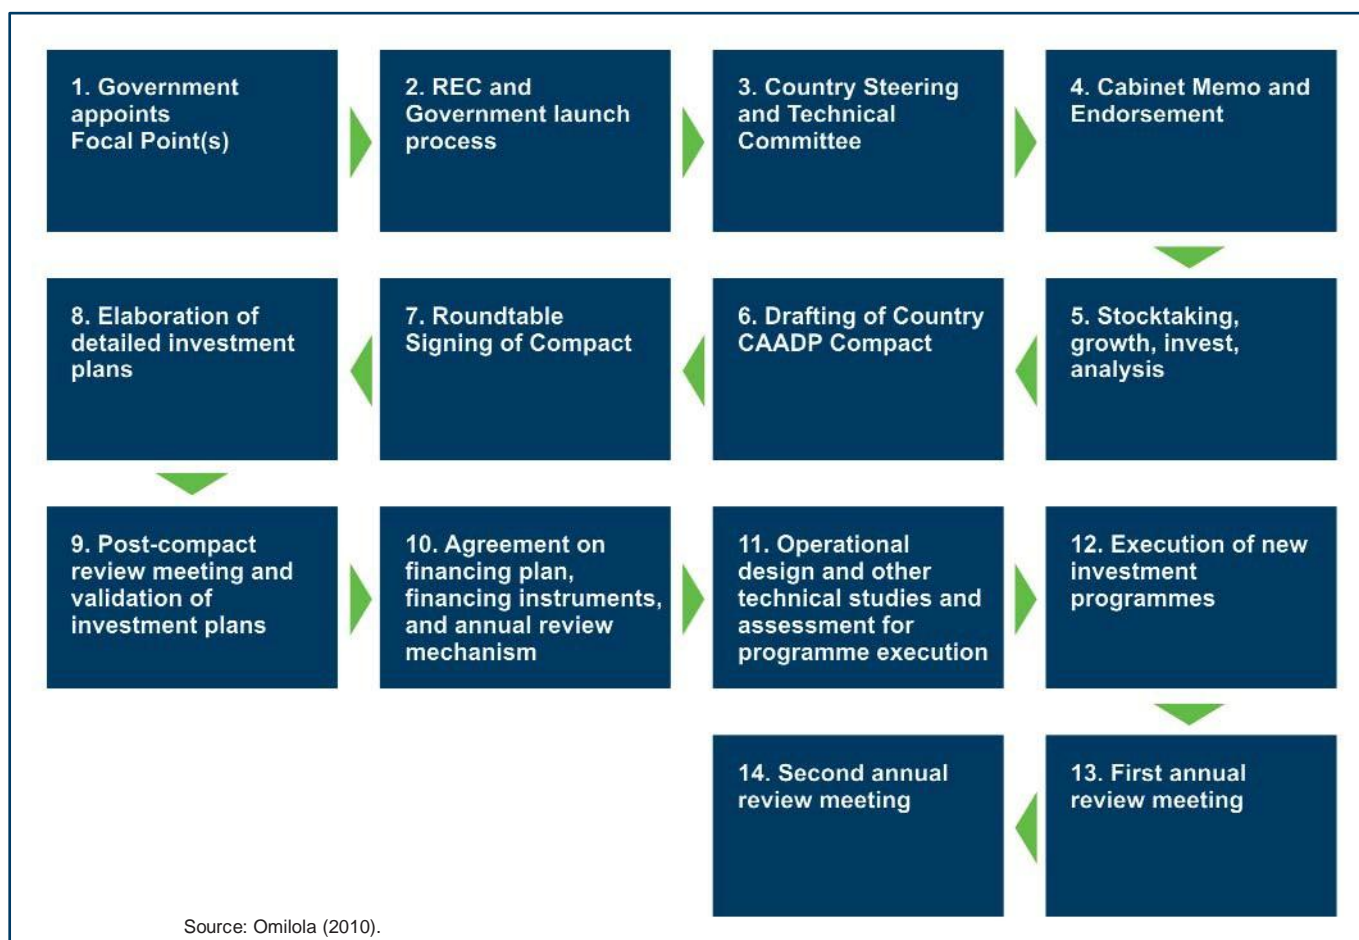 1. Government
appoints
Focal Point(s)
2. REC and
Government launch
process
3. Country Steering
and Technical
Committee
4. Cabinet Memo and
Endorsement
8. Elaboration of
detailed investment
plans
7. Roundtable
Signing of Compact
6. Drafting of Country
CAADP Compact
5. Stocktaking,
growth, invest,
analysis
9. Post-compact
review meeting and
validation of
investment plans
10. Agreement on
financing plan,
financing instruments,
and annual review
mechanism
11. Operational
design and other
technical studies and
assessment for
programme execution
12. Execution of new
investment
programmes
14. Second annual
review meeting
13. First annual
review meeting
Source: Omilola (2010).